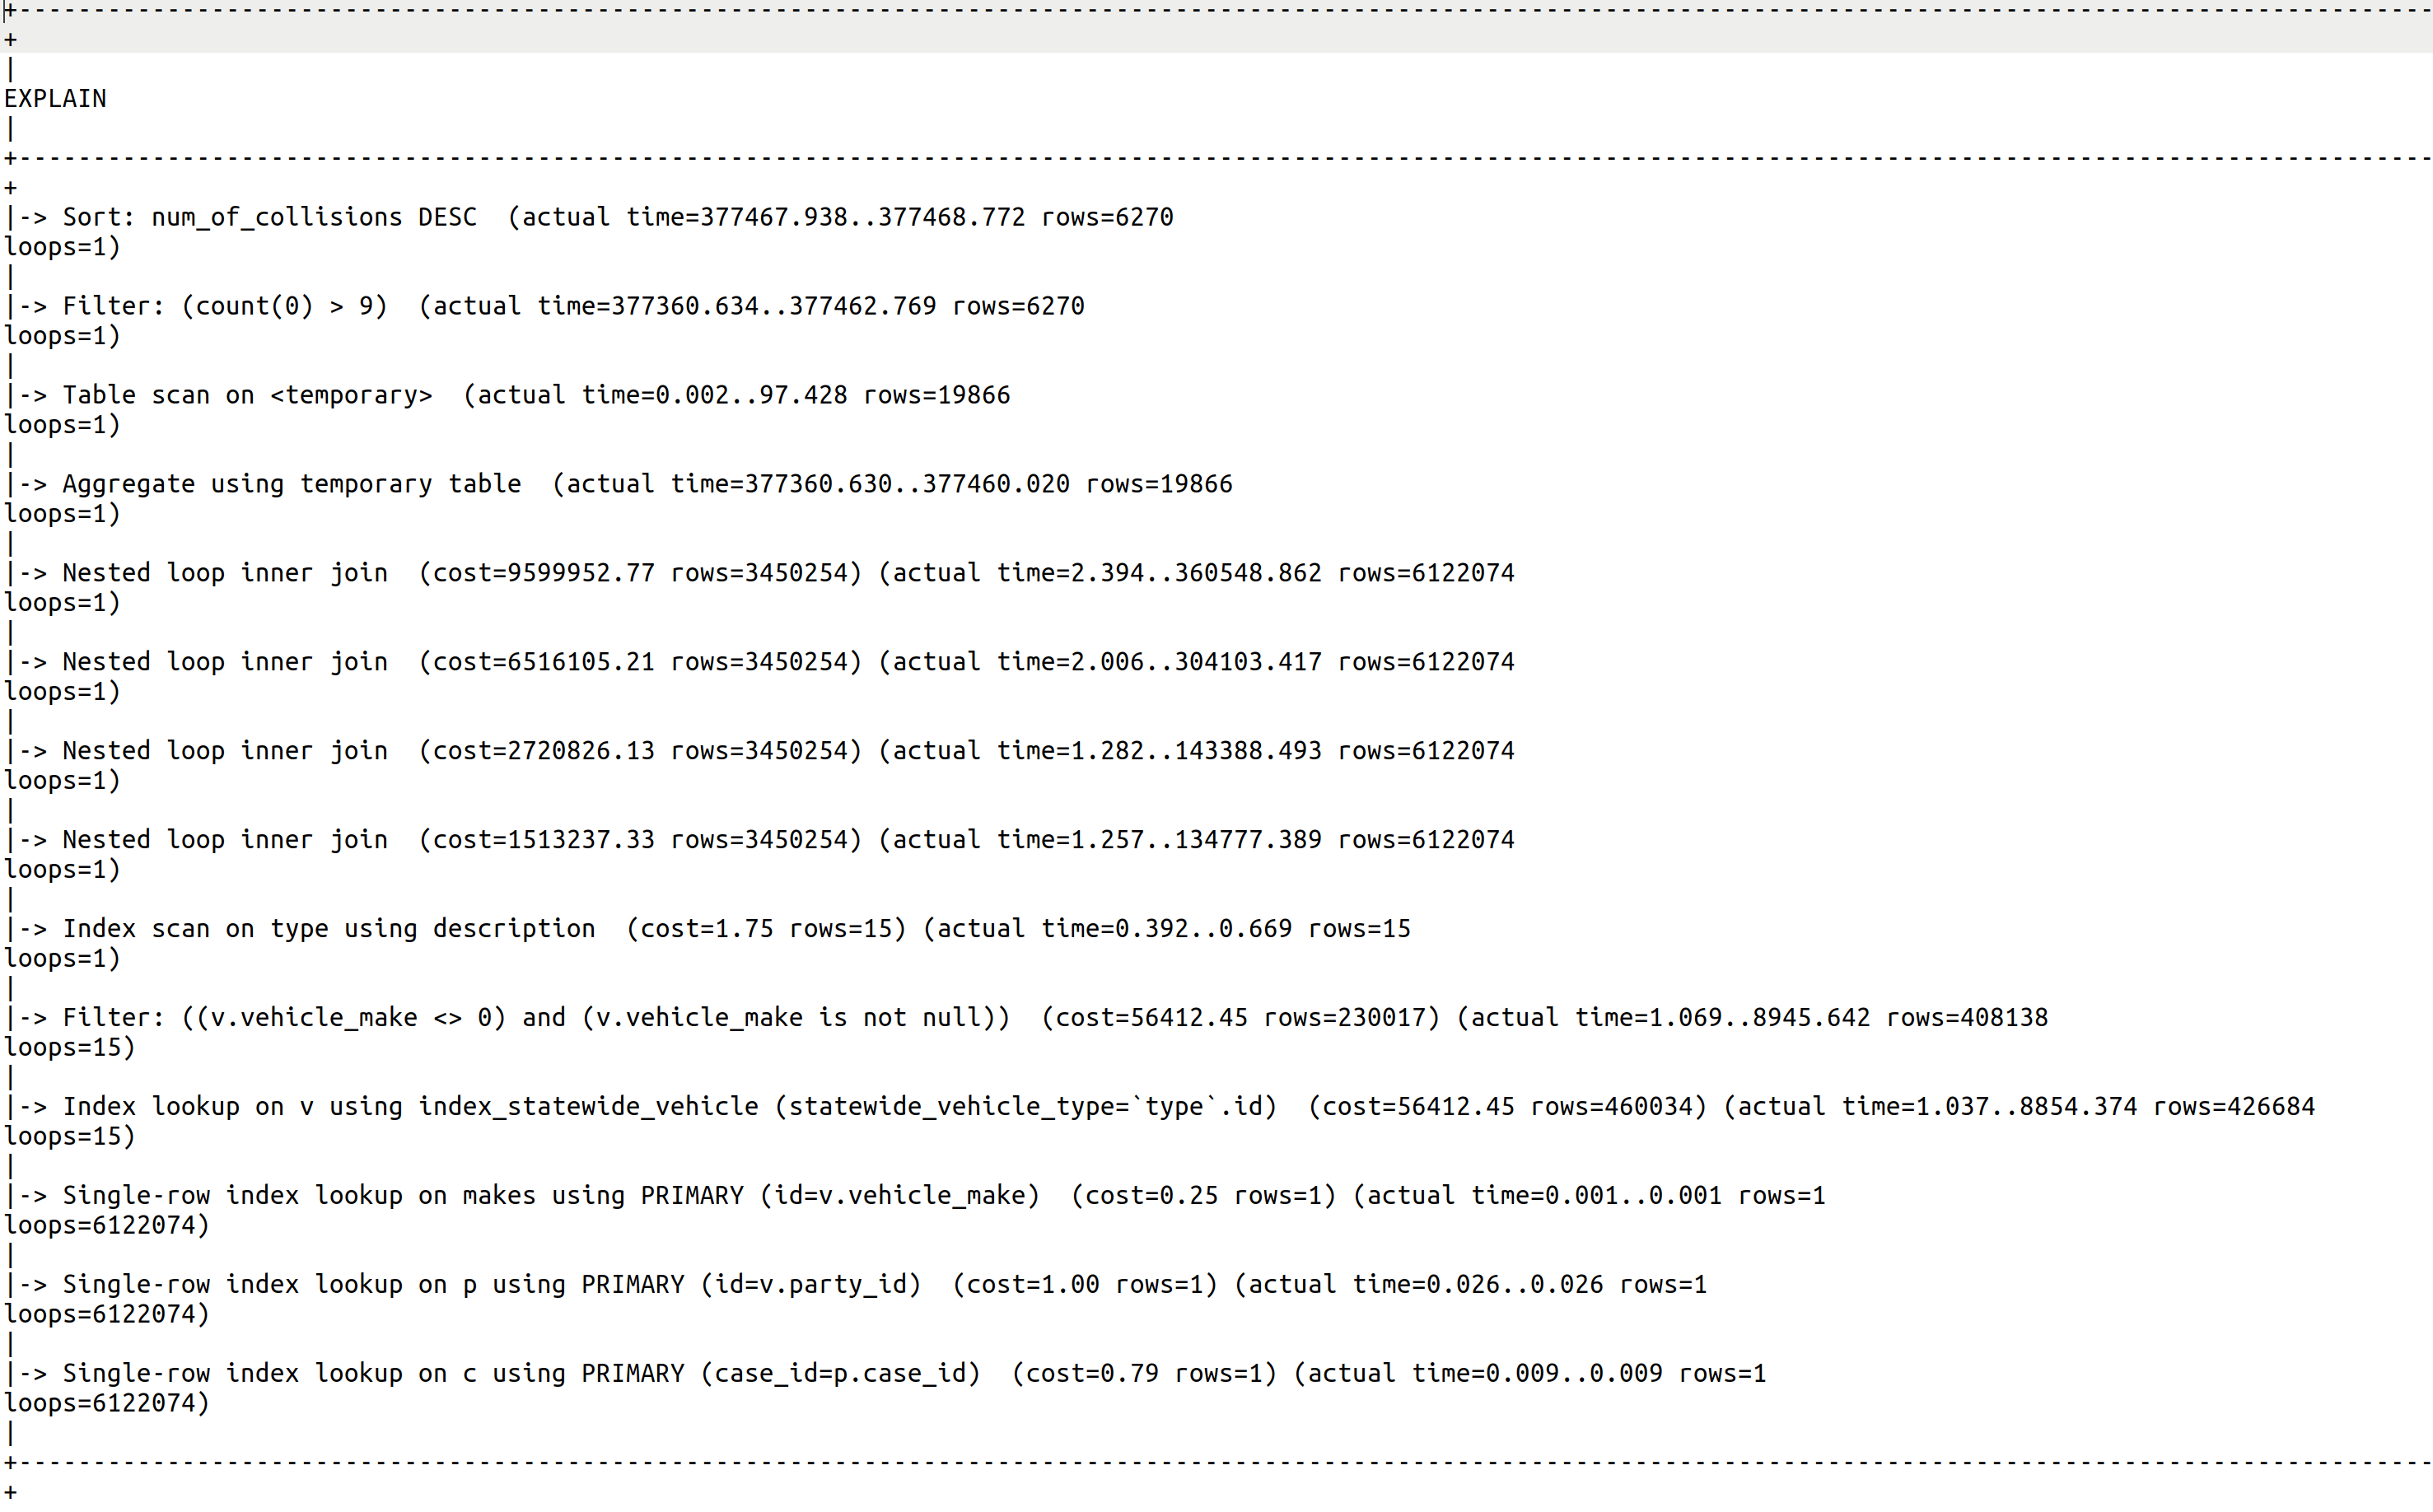 +--------------------------------------------------------------------------------------------------------------------------------------------------------------------
+
|
EXPLAIN
|
+--------------------------------------------------------------------------------------------------------------------------------------------------------------------
+
|-> Sort: num_of_collisions DESC  (actual time=377467.938..377468.772 rows=6270
loops=1)
|
|-> Filter: (count(0) > 9)  (actual time=377360.634..377462.769 rows=6270
loops=1)
|
|-> Table scan on <temporary>  (actual time=0.002..97.428 rows=19866
loops=1)
|
|-> Aggregate using temporary table  (actual time=377360.630..377460.020 rows=19866
loops=1)
|
|-> Nested loop inner join  (cost=9599952.77 rows=3450254) (actual time=2.394..360548.862 rows=6122074
loops=1)
|
|-> Nested loop inner join  (cost=6516105.21 rows=3450254) (actual time=2.006..304103.417 rows=6122074
loops=1)
|
|-> Nested loop inner join  (cost=2720826.13 rows=3450254) (actual time=1.282..143388.493 rows=6122074
loops=1)
|
|-> Nested loop inner join  (cost=1513237.33 rows=3450254) (actual time=1.257..134777.389 rows=6122074
loops=1)
|
|-> Index scan on type using description  (cost=1.75 rows=15) (actual time=0.392..0.669 rows=15
loops=1)
|
|-> Filter: ((v.vehicle_make <> 0) and (v.vehicle_make is not null))  (cost=56412.45 rows=230017) (actual time=1.069..8945.642 rows=408138
loops=15)
|
|-> Index lookup on v using index_statewide_vehicle (statewide_vehicle_type=`type`.id)  (cost=56412.45 rows=460034) (actual time=1.037..8854.374 rows=426684
loops=15)
|
|-> Single-row index lookup on makes using PRIMARY (id=v.vehicle_make)  (cost=0.25 rows=1) (actual time=0.001..0.001 rows=1
loops=6122074)
|
|-> Single-row index lookup on p using PRIMARY (id=v.party_id)  (cost=1.00 rows=1) (actual time=0.026..0.026 rows=1
loops=6122074)
|
|-> Single-row index lookup on c using PRIMARY (case_id=p.case_id)  (cost=0.79 rows=1) (actual time=0.009..0.009 rows=1
loops=6122074)
|
+--------------------------------------------------------------------------------------------------------------------------------------------------------------------
+